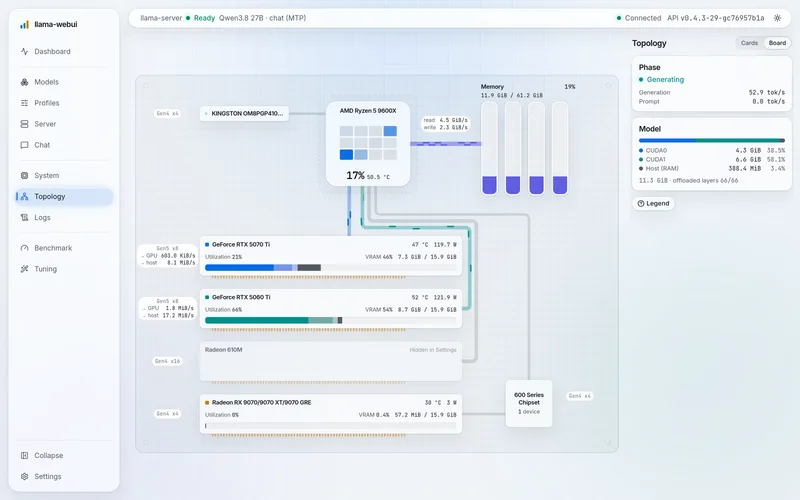 llama-webui
Dashboard
Models
Profiles
Server
Chat
System
Topology
Logs
Benchmark
Tuning
Collapse
Settings
llama-server Ready Qwen3.8 27B · chat (MTP)
Connected API v0.4.3-29-gc76957b1a
Topology
Cards Board
Phase
Generating
Generation 52.9 tok/s
Prompt 0.0 tok/s
Model
CUDA0 4.3 GiB 38.5%
CUDA1 6.6 GiB 58.1%
Host (RAM) 388.4 MiB 3.4%
11.3 GiB · offloaded layers 66/66
Legend
Gen4 x4
KINGSTON OM8PGP410...
AMD Ryzen 5 9600X
17% 50.5 °C
read 4.5 GiB/s
write 2.3 GiB/s
Memory 19%
11.9 GiB / 61.2 GiB
Gen5 x8
→ GPU 603.0 KiB/s
← host 8.1 MiB/s
GeForce RTX 5070 Ti 47 °C 119.7 W
Utilization 21% VRAM 46% 7.3 GiB / 15.9 GiB
Gen5 x8
→ GPU 1.8 MiB/s
← host 17.2 MiB/s
GeForce RTX 5060 Ti 52 °C 121.9 W
Utilization 66% VRAM 54% 8.7 GiB / 15.9 GiB
Gen4 x16
Radeon 610M Hidden in Settings
Gen4 x4
Radeon RX 9070/9070 XT/9070 GRE 30 °C 3 W
Utilization 0% VRAM 0.4% 57.2 MiB / 15.9 GiB
600 Series
Chipset
1 device
Gen4 x4